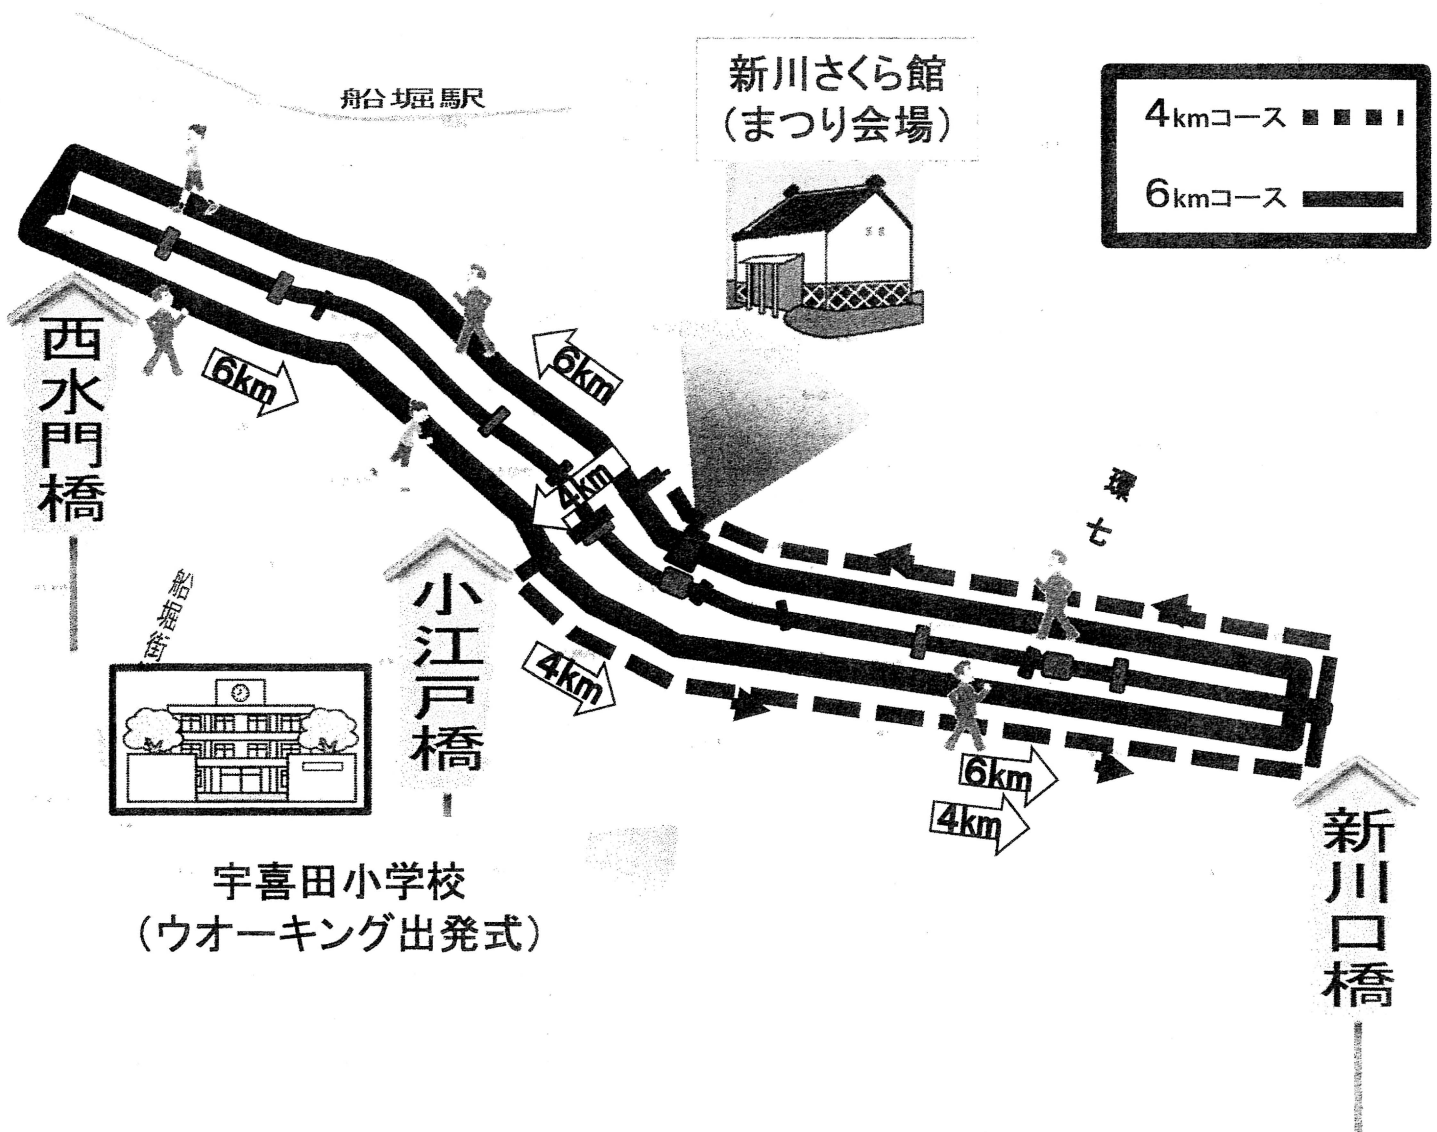 船堀駅
新川さくら館
(まつり会場)
4kmコース
6kmコース
西水門橋
6km
6km
4km
環七
船堀街
小江戸橋
4km
6km
4km
宇喜田小学校
(ウオーキング出発式)
新川口橋